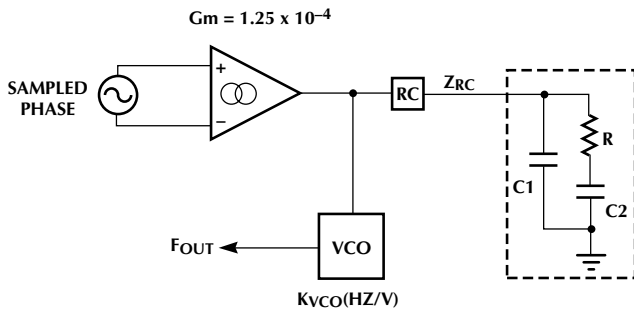 Gm = 1.25 x 10–4
SAMPLED
PHASE
+
–
RC
ZRC
R
C1
C2
FOUT
VCO
KVCO(HZ/V)